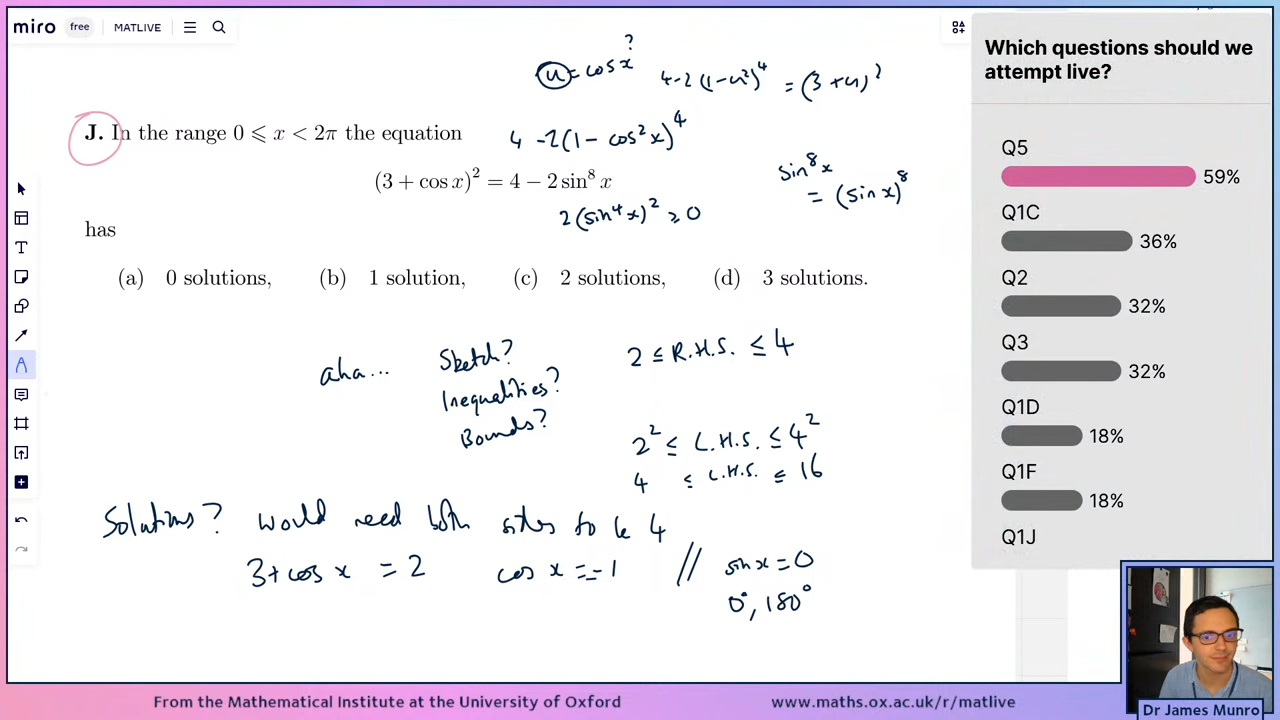 miro free MATLIVE
Which questions should we
attempt live?
?
u = cos x
4-2(1-u²)⁴ = (3+u)²
J. In the range 0 ⩽ x < 2π the equation
4 -2(1 - cos²x)⁴
(3 + cos x)² = 4 − 2 sin⁸ x
sin⁸x
= (sin x)⁸
2(sin⁴x)² ≥ 0
has
(a) 0 solutions, (b) 1 solution, (c) 2 solutions, (d) 3 solutions.
aha...
Sketch?
Inequalities?
Bounds?
2 ≤ R.H.S. ≤ 4
2² ≤ L.H.S. ≤ 4²
4 ≤ L.H.S. ≤ 16
Solutions? would need both sides to be 4
3+cos x = 2 cos x = -1 // sin x = 0
0°, 180°
Q5
59%
Q1C
36%
Q2
32%
Q3
32%
Q1D
18%
Q1F
18%
Q1J
Dr James Munro
From the Mathematical Institute at the University of Oxford www.maths.ox.ac.uk/r/matlive